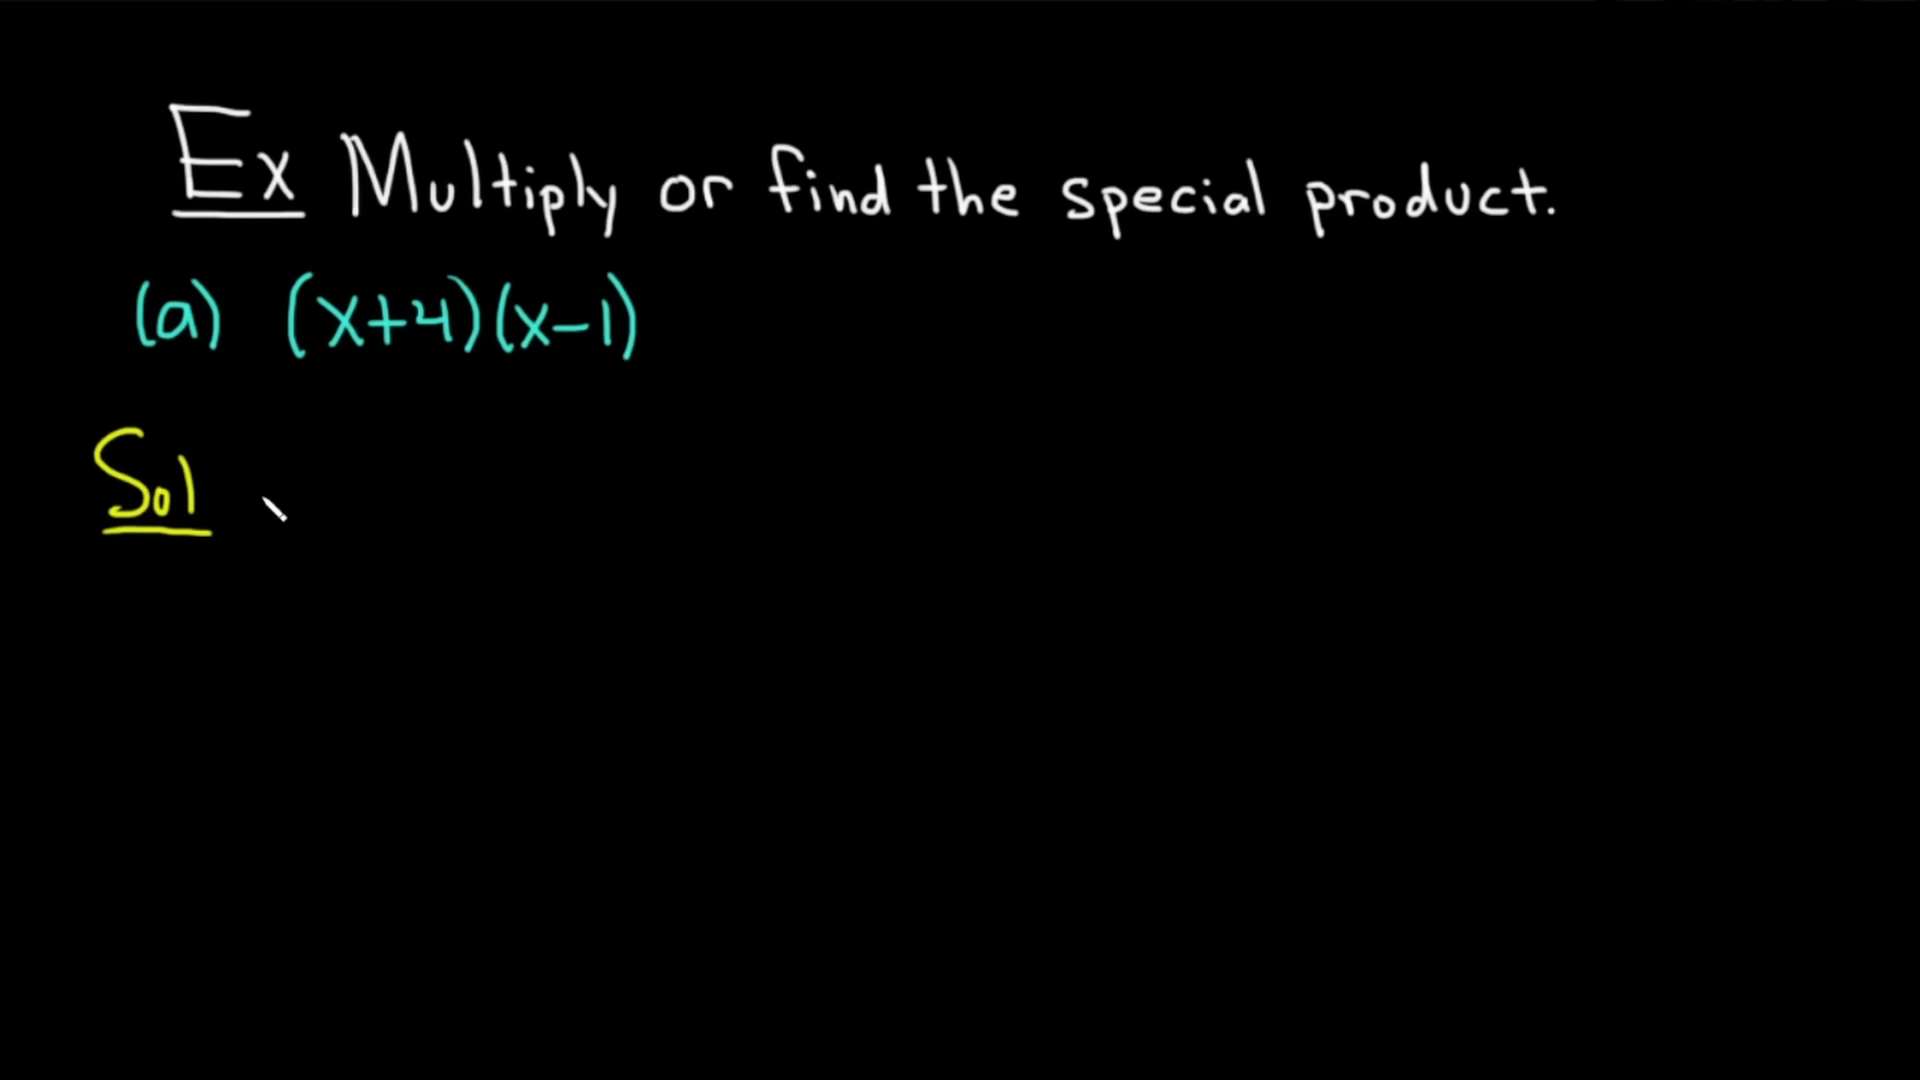 Ex Multiply or find the special product.
(a) (x+4)(x-1)
Sol